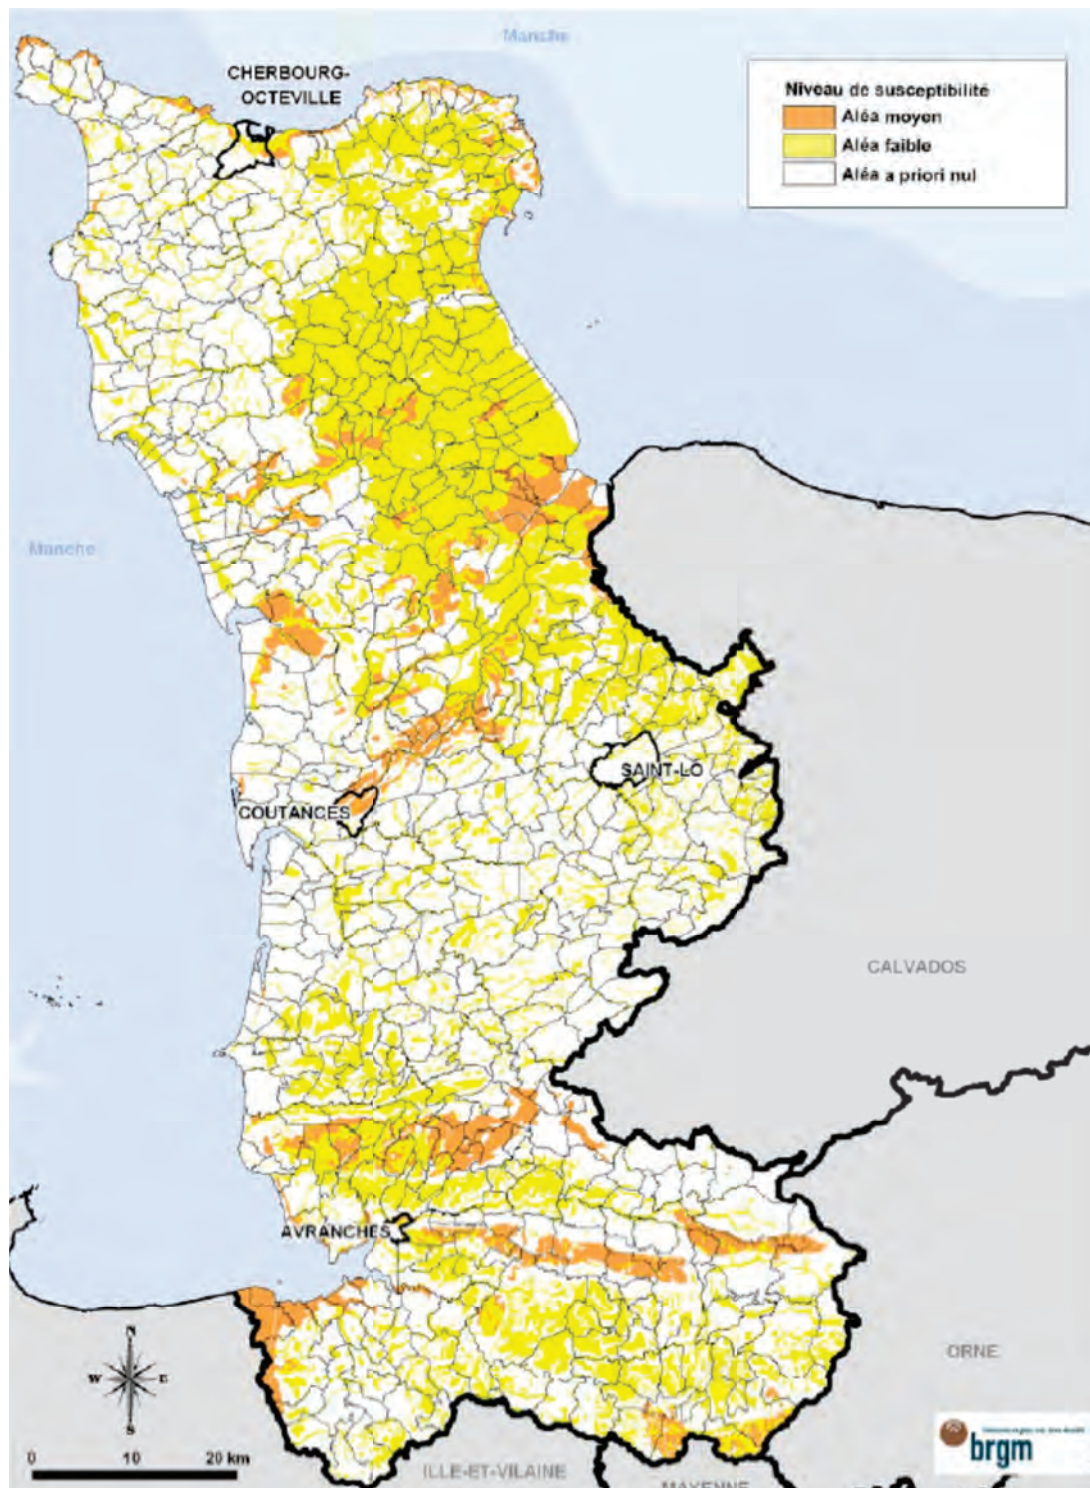 Manche
CHERBOURG-
OCTEVILLE
Niveau de susceptibilité
Aléa moyen
Aléa faible
Aléa a priori nul
Manche
SAINT-LO
COUTANCES
CALVADOS
AVRANCHES
N
W E
S
ORNE
0 10 20 km
brgm
ILLE-ET-VILAINE
MAYENNE